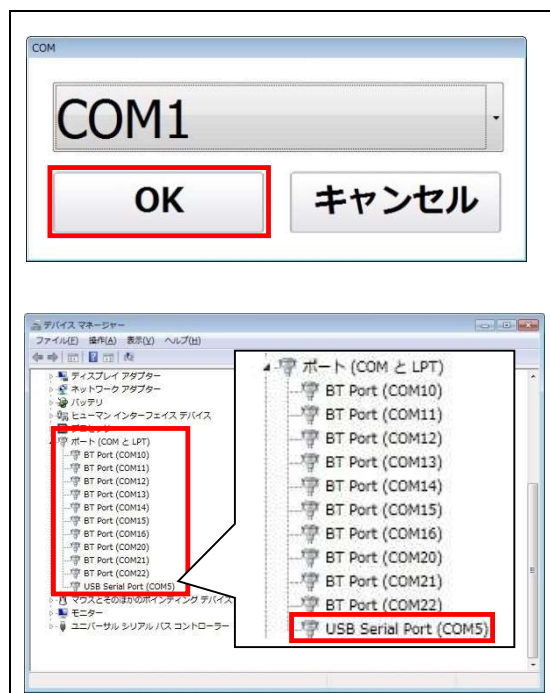 COM
COM1
OK
キャンセル
デバイス マネージャー
ファイル(F) 操作(A) 表示(V) ヘルプ(H)
ディスプレイ アダプター
ネットワーク アダプター
バッテリ
ヒューマン インターフェイス デバイス
ポート (COM と LPT)
BT Port (COM10)
BT Port (COM11)
BT Port (COM12)
BT Port (COM13)
BT Port (COM14)
BT Port (COM15)
BT Port (COM16)
BT Port (COM20)
BT Port (COM21)
BT Port (COM22)
USB Serial Port (COM5)
マウスとそのほかのポインティング デバイス
モニター
ユニバーサル シリアル バス コントローラー
ポート (COM と LPT)
BT Port (COM10)
BT Port (COM11)
BT Port (COM12)
BT Port (COM13)
BT Port (COM14)
BT Port (COM15)
BT Port (COM16)
BT Port (COM20)
BT Port (COM21)
BT Port (COM22)
USB Serial Port (COM5)